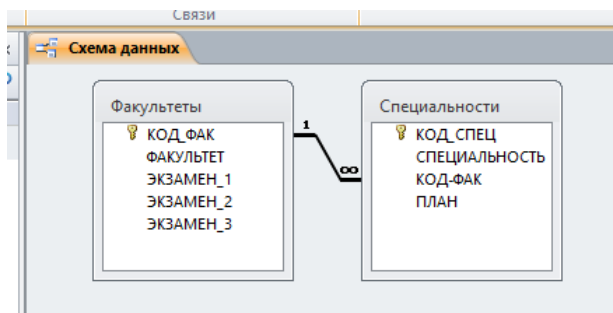 Связи
Схема данных
Факультеты
КОД_ФАК
ФАКУЛЬТЕТ
ЭКЗАМЕН_1
ЭКЗАМЕН_2
ЭКЗАМЕН_3
1
∞
Специальности
КОД_СПЕЦ
СПЕЦИАЛЬНОСТЬ
КОД-ФАК
ПЛАН